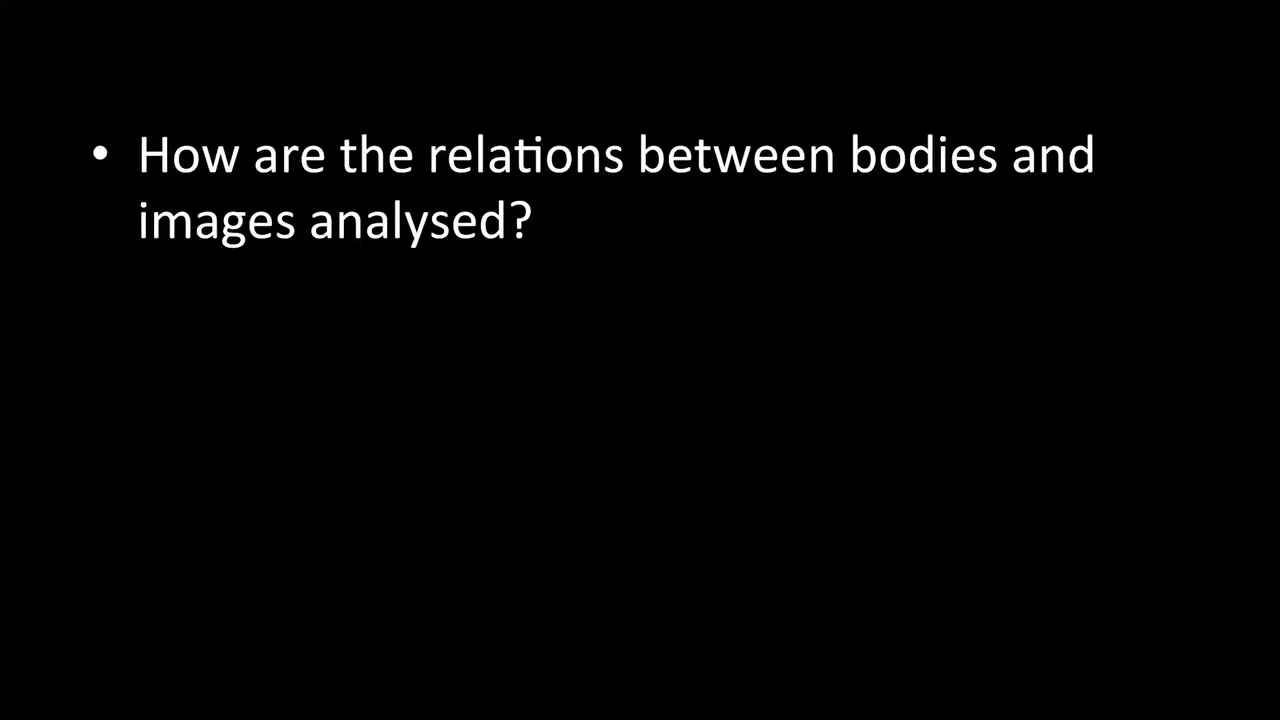 • How are the relations between bodies and
images analysed?